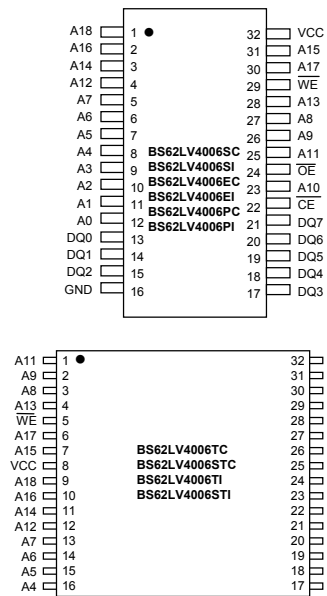 A18 1 32 VCC
A16 2 31 A15
A14 3 30 A17
A12 4 29 WE
A7 5 28 A13
A6 6 27 A8
A5 7 26 A9
A4 8 BS62LV4006SC 25 A11
A3 9 BS62LV4006SI 24 OE
A2 10 BS62LV4006EC 23 A10
A1 11 BS62LV4006EI 22 CE
A0 12 BS62LV4006PC 21 DQ7
DQ0 13 BS62LV4006PI 20 DQ6
DQ1 14 19 DQ5
DQ2 15 18 DQ4
GND 16 17 DQ3
A11 1 32
A9 2 31
A8 3 30
A13 4 29
WE 5 28
A17 6 27
A15 7 BS62LV4006TC 26
VCC 8 BS62LV4006STC 25
A18 9 BS62LV4006TI 24
A16 10 BS62LV4006STI 23
A14 11 22
A12 12 21
A7 13 20
A6 14 19
A5 15 18
A4 16 17